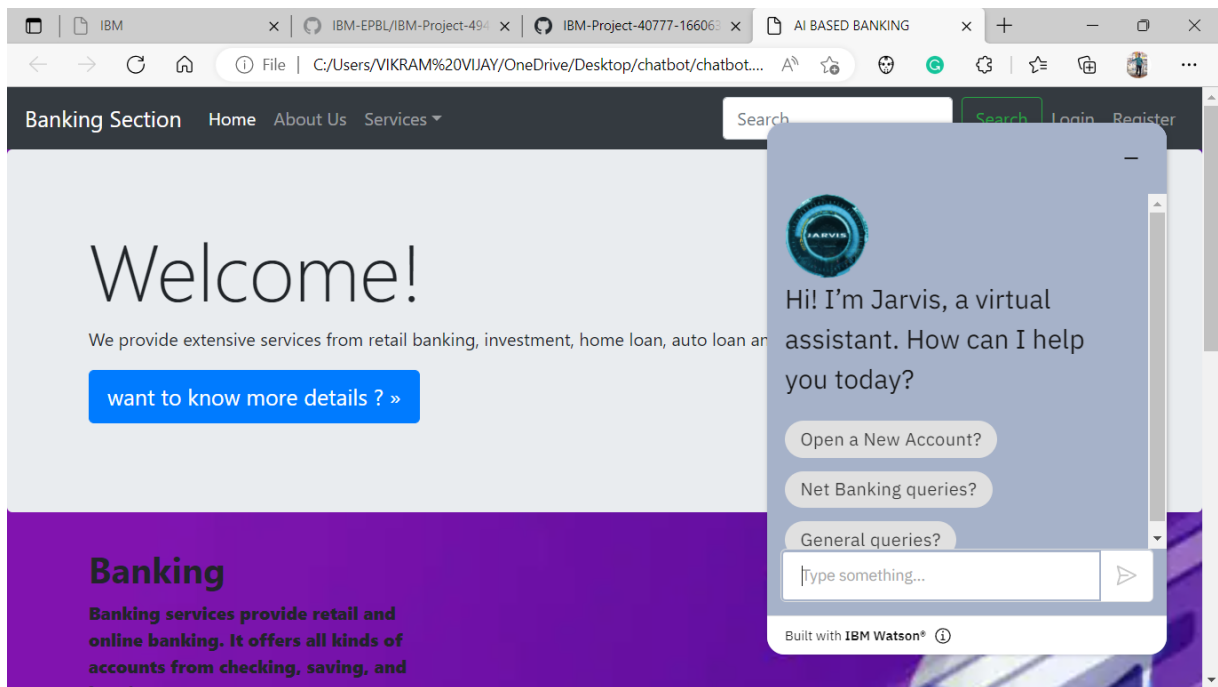 IBM
IBM-EPBL/IBM-Project-494
IBM-Project-40777-166063
AI BASED BANKING
File
C:/Users/VIKRAM%20VIJAY/OneDrive/Desktop/chatbot/chatbot....
Banking Section Home About Us Services
Search
Search
Login
Register
Welcome!
We provide extensive services from retail banking, investment, home loan, auto loan an
want to know more details ? »
Banking
Banking services provide retail and
online banking. It offers all kinds of
accounts from checking, saving, and
JARVIS
Hi! I’m Jarvis, a virtual
assistant. How can I help
you today?
Open a New Account?
Net Banking queries?
General queries?
Type something...
Built with IBM Watson®